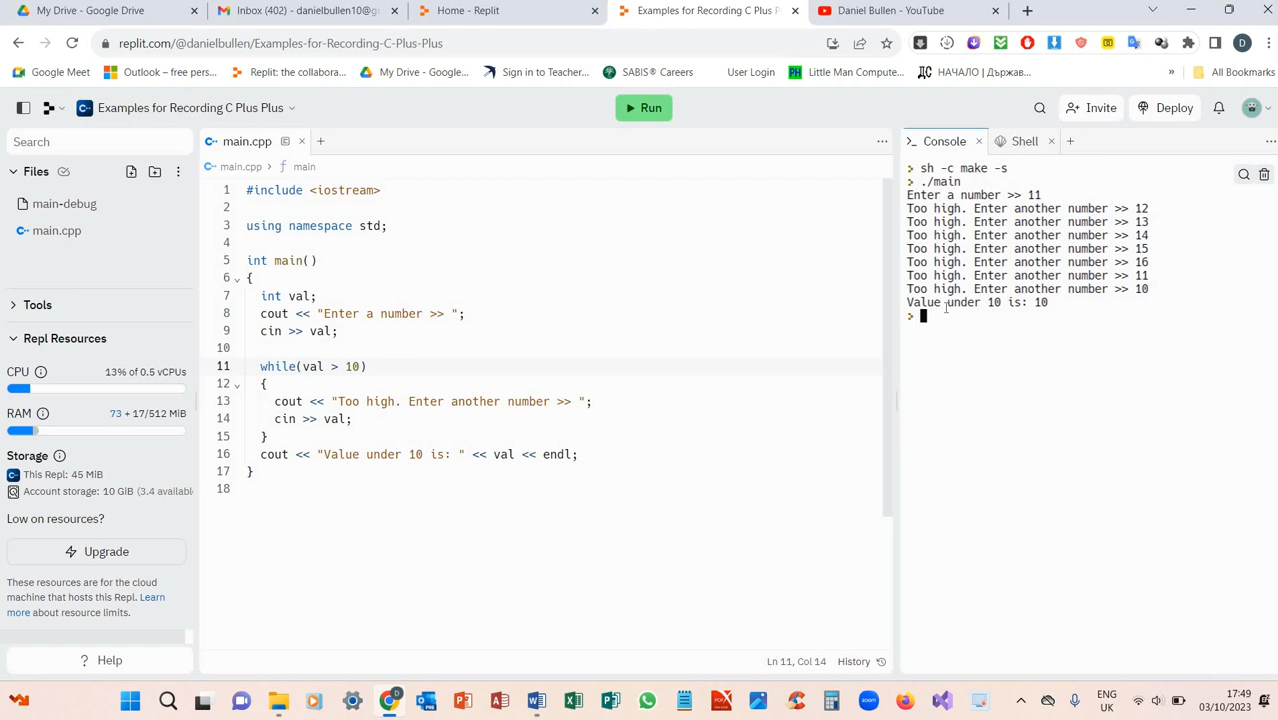 My Drive - Google Drive
Inbox (402) - danielbullen10@g
Home - Replit
Examples for Recording C Plus P
Daniel Bullen - YouTube
replit.com/@danielbullen/Examples-for-Recording-C-Plus-Plus
D
Google Meet
Outlook – free pers...
Replit: the collabora...
My Drive - Google...
Sign in to Teacher...
SABIS® Careers
User Login
PH Little Man Compute...
ДС НАЧАЛО | Държав...
»
All Bookmarks
Examples for Recording C Plus Plus
Run
Invite
Deploy
Search
Files
main-debug
main.cpp
Tools
Repl Resources
CPU
13% of 0.5 vCPUs
RAM
73 + 17/512 MiB
Storage
This Repl: 45 MiB
Account storage: 10 GiB (3.4 available
Low on resources?
Upgrade
These resources are for the cloud
machine that hosts this Repl. Learn
more about resource limits.
? Help
main.cpp
main.cpp
main
1 #include <iostream>
2
3 using namespace std;
4
5 int main()
6 {
7 int val;
8 cout << "Enter a number >> ";
9 cin >> val;
10
11 while(val > 10)
12 {
13 cout << "Too high. Enter another number >> ";
14 cin >> val;
15 }
16 cout << "Value under 10 is: " << val << endl;
17 }
18
Ln 11, Col 14
History
Console
Shell
sh -c make -s
./main
Enter a number >> 11
Too high. Enter another number >> 12
Too high. Enter another number >> 13
Too high. Enter another number >> 14
Too high. Enter another number >> 15
Too high. Enter another number >> 16
Too high. Enter another number >> 11
Too high. Enter another number >> 10
Value under 10 is: 10
ENG
UK
17:49
03/10/2023